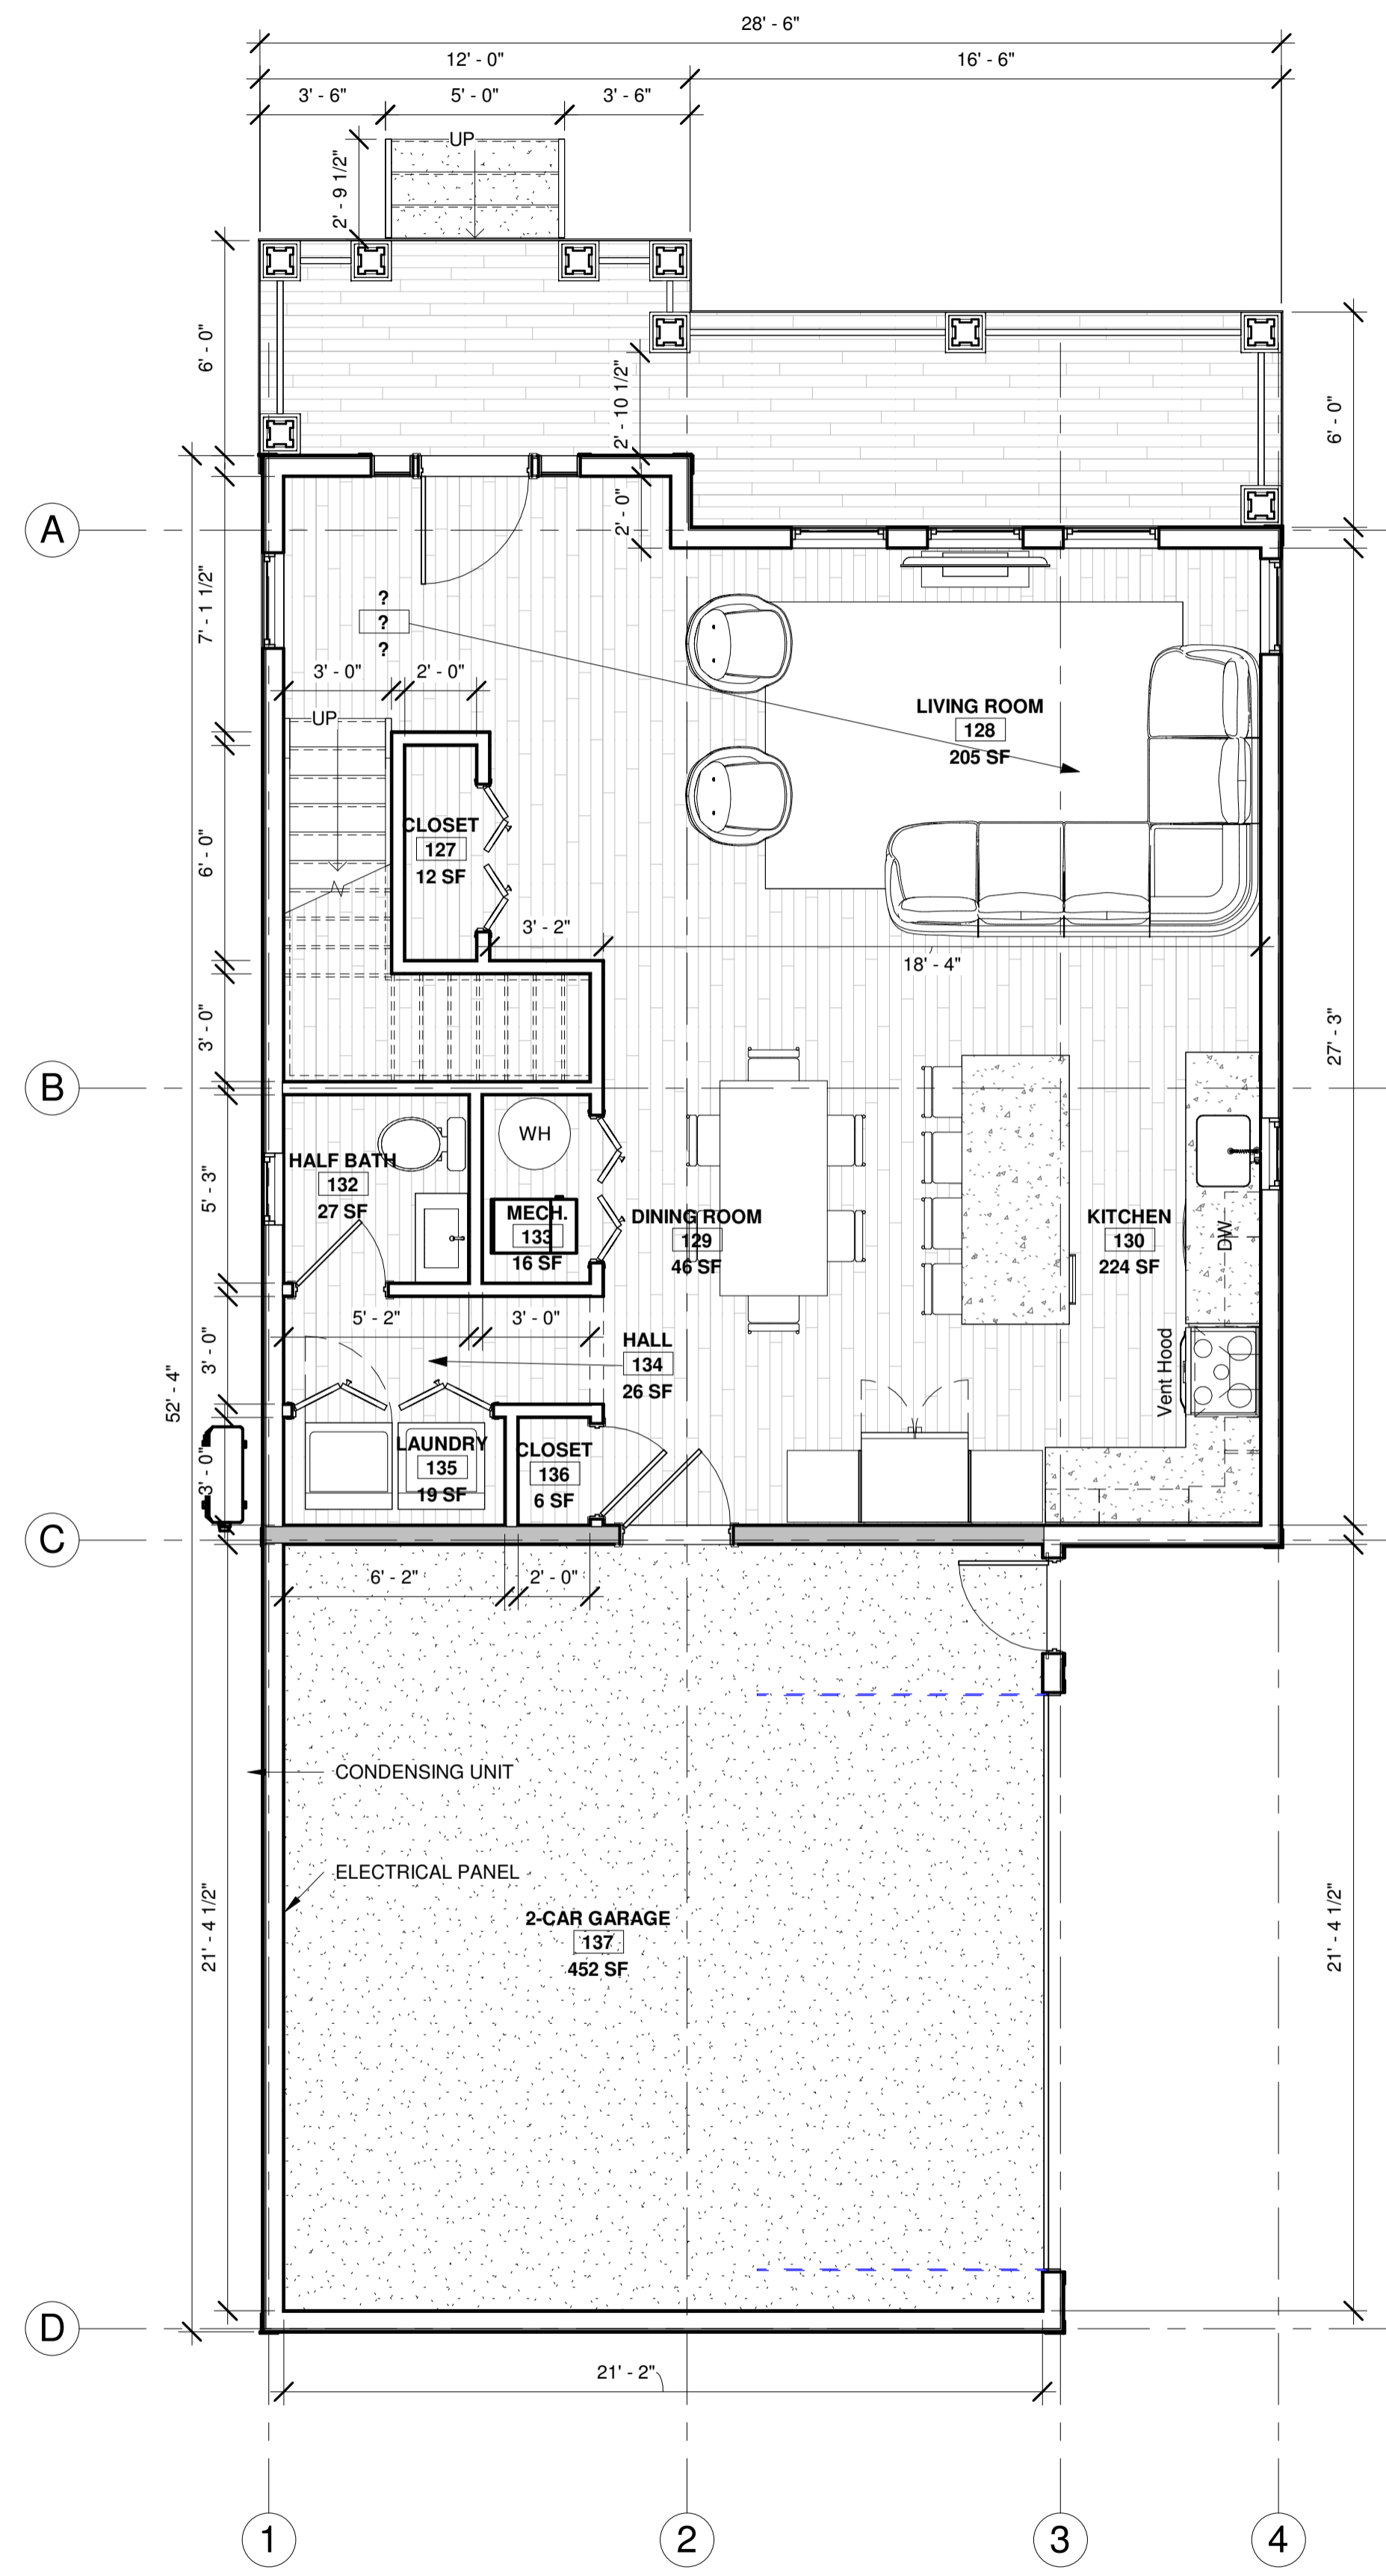 28' - 6"
12' - 0"
16' - 6"
3' - 6"
5' - 0"
3' - 6"
UP
2' - 9 1/2"
6' - 0"
2' - 10 1/2"
6' - 0"
A
2' - 0"
7' - 1 1/2"
?
?
?
3' - 0"
2' - 0"
UP
LIVING ROOM
128
205 SF
CLOSET
127
12 SF
6' - 0"
3' - 2"
18' - 4"
3' - 0"
27' - 3"
B
WH
HALF BATH
132
27 SF
5' - 3"
MECH.
133
16 SF
DINING ROOM
129
46 SF
KITCHEN
130
224 SF
DW
5' - 2"
3' - 0"
3' - 0"
HALL
134
26 SF
Vent Hood
52' - 4"
LAUNDRY
135
19 SF
CLOSET
136
6 SF
3' - 0"
C
6' - 2"
2' - 0"
CONDENSING UNIT
ELECTRICAL PANEL
2-CAR GARAGE
137
452 SF
21' - 4 1/2"
21' - 4 1/2"
D
21' - 2"
1
2
3
4